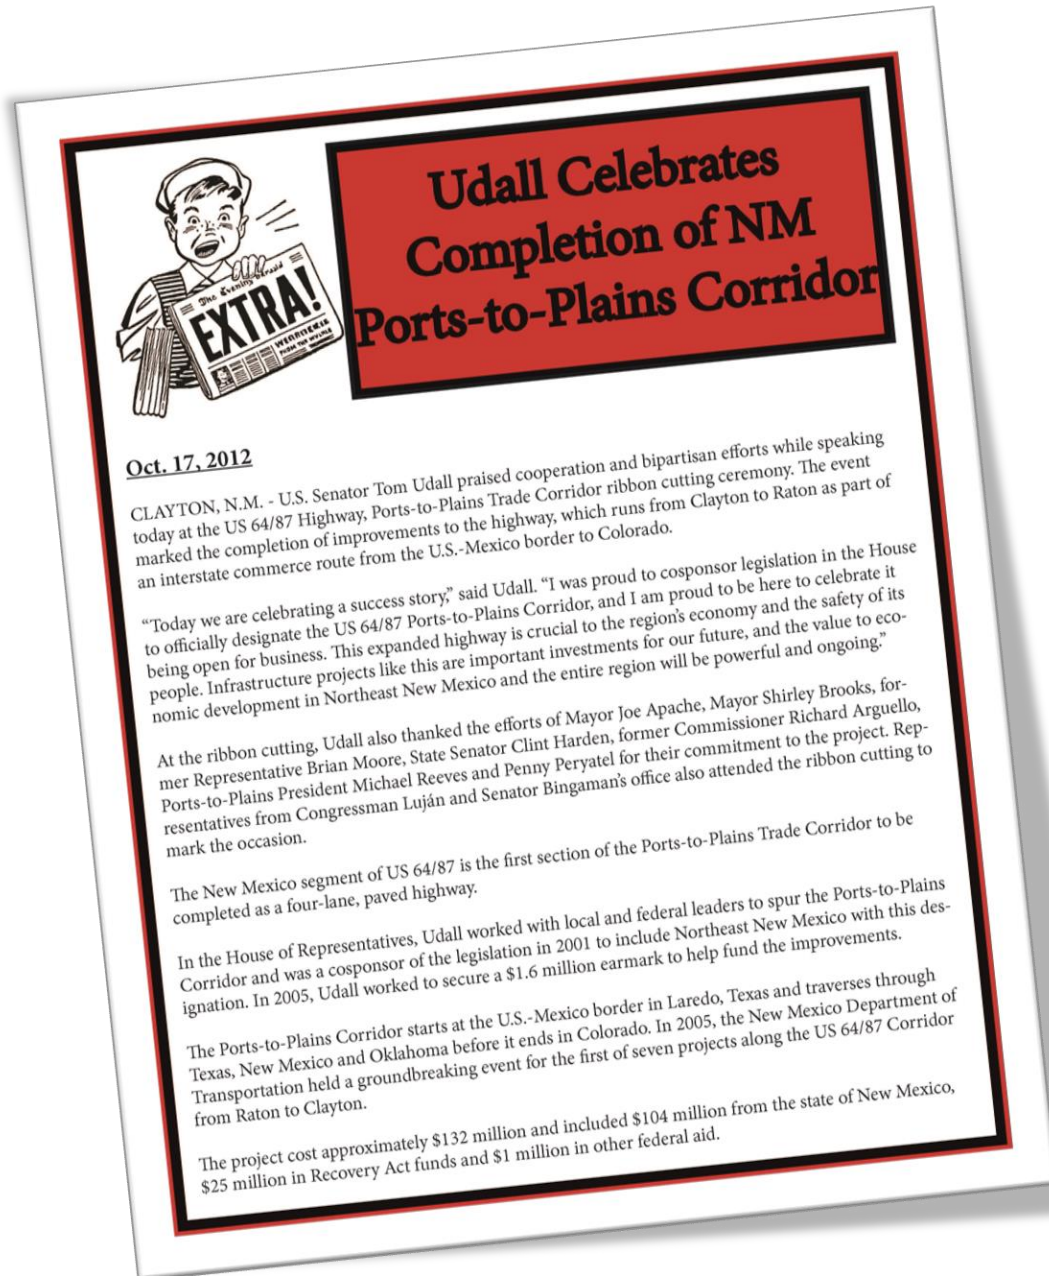 Udall Celebrates
Completion of NM
Ports-to-Plains Corridor
The Evening Herald
EXTRA!
Oct. 17, 2012
CLAYTON, N.M. - U.S. Senator Tom Udall praised cooperation and bipartisan efforts while speaking
today at the US 64/87 Highway, Ports-to-Plains Trade Corridor ribbon cutting ceremony. The event
marked the completion of improvements to the highway, which runs from Clayton to Raton as part of
an interstate commerce route from the U.S.-Mexico border to Colorado.
“Today we are celebrating a success story,” said Udall. “I was proud to cosponsor legislation in the House
to officially designate the US 64/87 Ports-to-Plains Corridor, and I am proud to be here to celebrate it
being open for business. This expanded highway is crucial to the region’s economy and the safety of its
people. Infrastructure projects like this are important investments for our future, and the value to eco-
nomic development in Northeast New Mexico and the entire region will be powerful and ongoing.”
At the ribbon cutting, Udall also thanked the efforts of Mayor Joe Apache, Mayor Shirley Brooks, for-
mer Representative Brian Moore, State Senator Clint Harden, former Commissioner Richard Arguello,
Ports-to-Plains President Michael Reeves and Penny Peryatel for their commitment to the project. Rep-
resentatives from Congressman Luján and Senator Bingaman’s office also attended the ribbon cutting to
mark the occasion.
The New Mexico segment of US 64/87 is the first section of the Ports-to-Plains Trade Corridor to be
completed as a four-lane, paved highway.
In the House of Representatives, Udall worked with local and federal leaders to spur the Ports-to-Plains
Corridor and was a cosponsor of the legislation in 2001 to include Northeast New Mexico with this des-
ignation. In 2005, Udall worked to secure a $1.6 million earmark to help fund the improvements.
The Ports-to-Plains Corridor starts at the U.S.-Mexico border in Laredo, Texas and traverses through
Texas, New Mexico and Oklahoma before it ends in Colorado. In 2005, the New Mexico Department of
Transportation held a groundbreaking event for the first of seven projects along the US 64/87 Corridor
from Raton to Clayton.
The project cost approximately $132 million and included $104 million from the state of New Mexico,
$25 million in Recovery Act funds and $1 million in other federal aid.